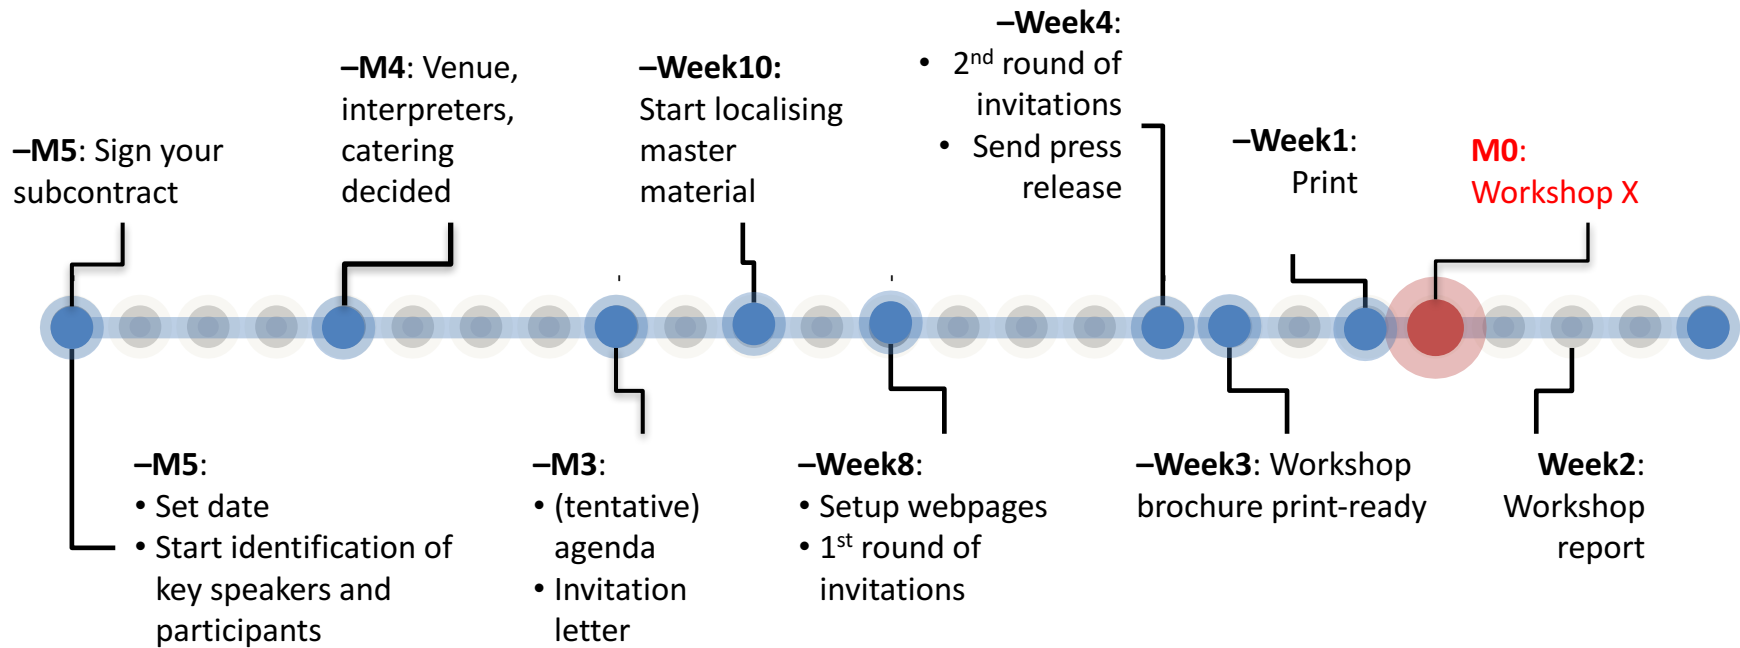 –M5: Sign your
subcontract
–M4: Venue,
interpreters,
catering
decided
–Week10:
Start localising
master
material
–Week4:
• 2nd round of
invitations
• Send press
release
–Week1:
Print
M0:
Workshop X
–M5:
• Set date
• Start identification of
key speakers and
participants
–M3:
• (tentative)
agenda
• Invitation
letter
–Week8:
• Setup webpages
• 1st round of
invitations
–Week3: Workshop
brochure print-ready
Week2:
Workshop
report